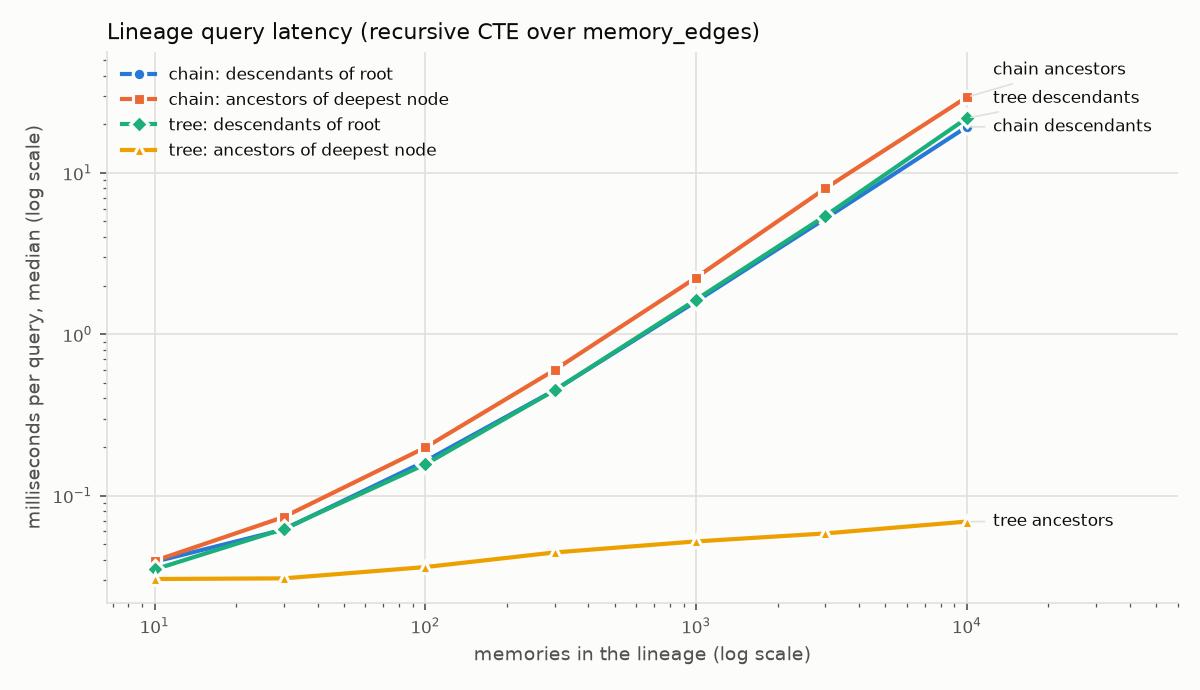 Lineage query latency (recursive CTE over memory_edges)
chain: descendants of root
chain: ancestors of deepest node
tree: descendants of root
tree: ancestors of deepest node
chain ancestors
tree descendants
chain descendants
tree ancestors
milliseconds per query, median (log scale)
10¹
10⁰
10⁻¹
10¹ 10² 10³ 10⁴
memories in the lineage (log scale)